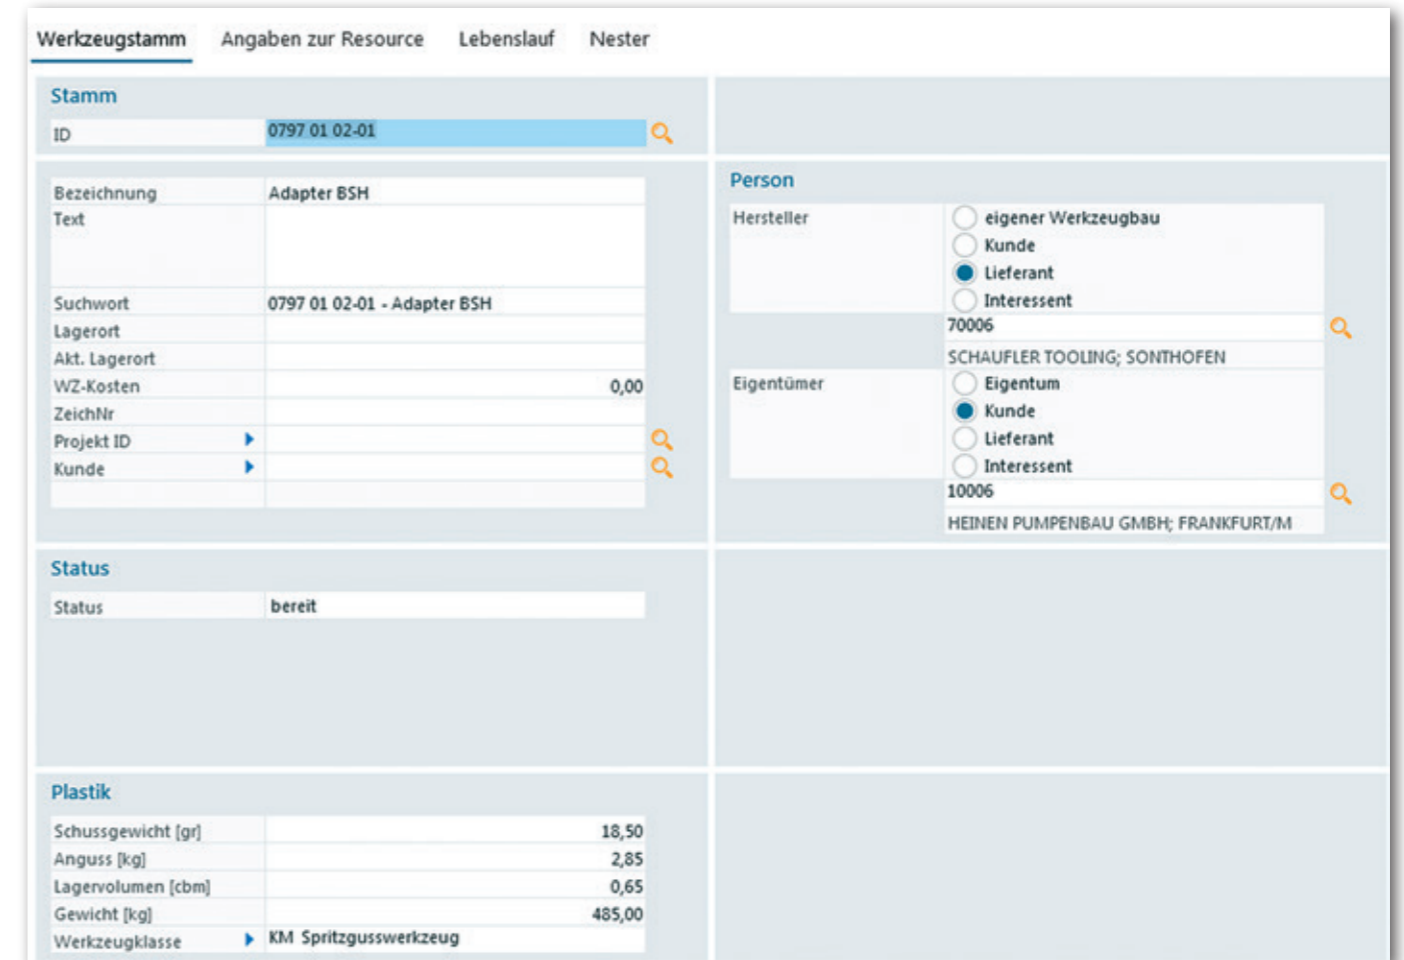 Werkzeugstamm Angaben zur Resource Lebenslauf Nester
Stamm
ID 0797 01 02-01
Bezeichnung Adapter BSH
Text
Suchwort 0797 01 02-01 - Adapter BSH
Lagerort
Akt. Lagerort
WZ-Kosten 0,00
ZeichNr
Projekt ID
Kunde
Person
Hersteller eigener Werkzeugbau
Kunde
Lieferant
Interessent
70006
SCHAUFLER TOOLING; SONTHOFEN
Eigentümer Eigentum
Kunde
Lieferant
Interessent
10006
HEINEN PUMPENBAU GMBH; FRANKFURT/M
Status
Status bereit
Plastik
Schussgewicht [gr] 18,50
Anguss [kg] 2,85
Lagervolumen [cbm] 0,65
Gewicht [kg] 485,00
Werkzeugklasse KM Spritzgusswerkzeug